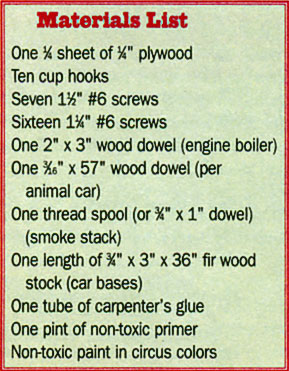 Materials List
One ¼ sheet of ¼" plywood
Ten cup hooks
Seven 1½" #6 screws
Sixteen 1¼" #6 screws
One 2" x 3" wood dowel (engine boiler)
One 3⁄16" x 57" wood dowel (per
animal car)
One thread spool (or ¾" x 1" dowel)
(smoke stack)
One length of ¾" x 3" x 36" fir wood
stock (car bases)
One tube of carpenter's glue
One pint of non-toxic primer
Non-toxic paint in circus colors